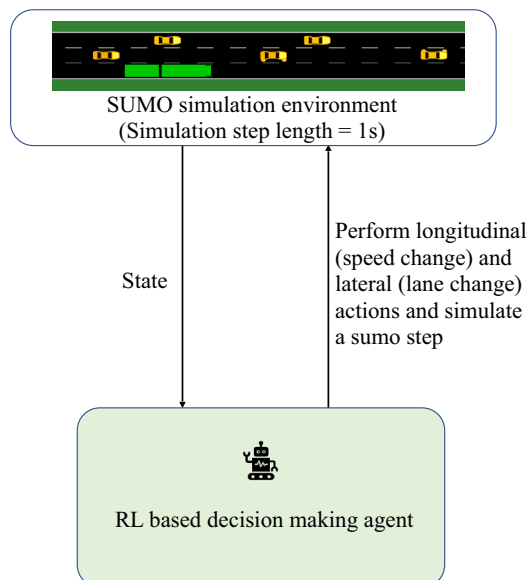 SUMO simulation environment
(Simulation step length = 1s)
State
Perform longitudinal
(speed change) and
lateral (lane change)
actions and simulate
a sumo step
RL based decision making agent